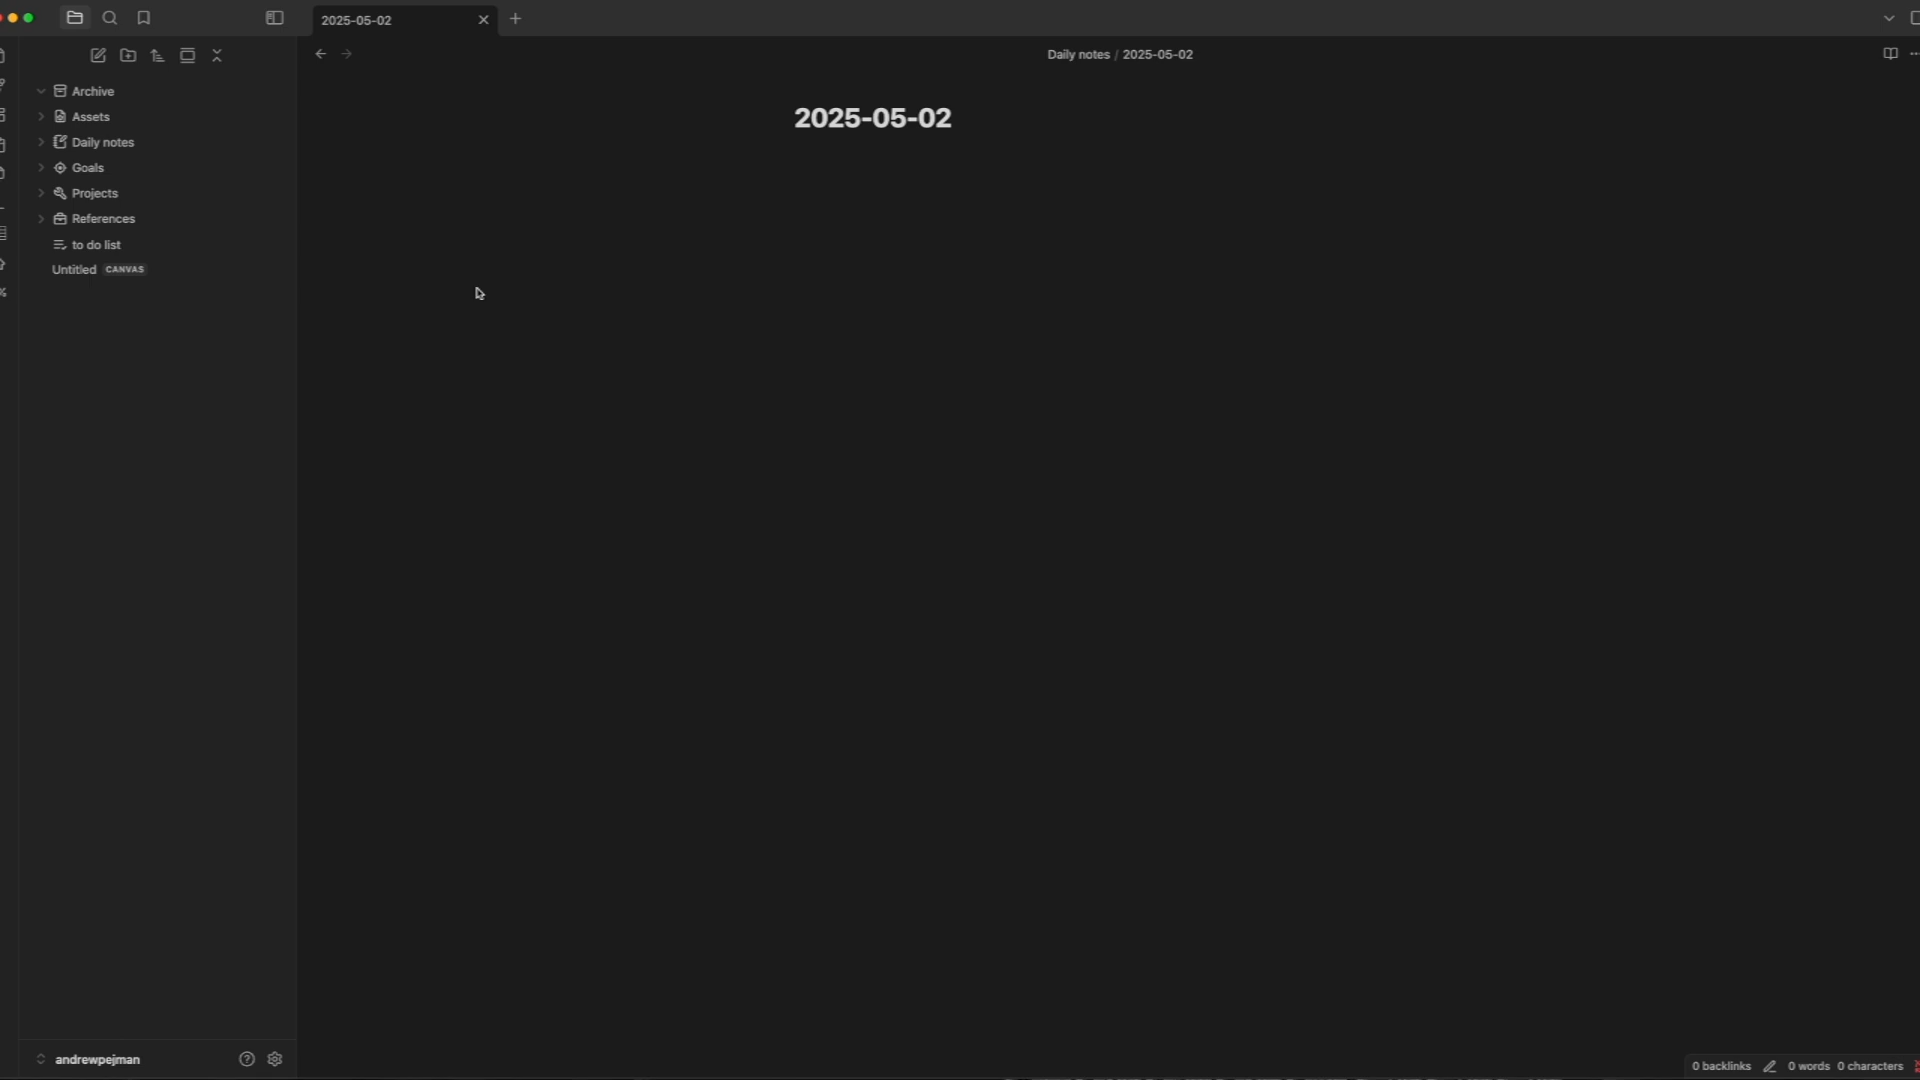 2025-05-02
Daily notes / 2025-05-02
Archive
Assets
Daily notes
Goals
Projects
References
to do list
Untitled CANVAS
2025-05-02
andrewpejman
0 backlinks 0 words 0 characters